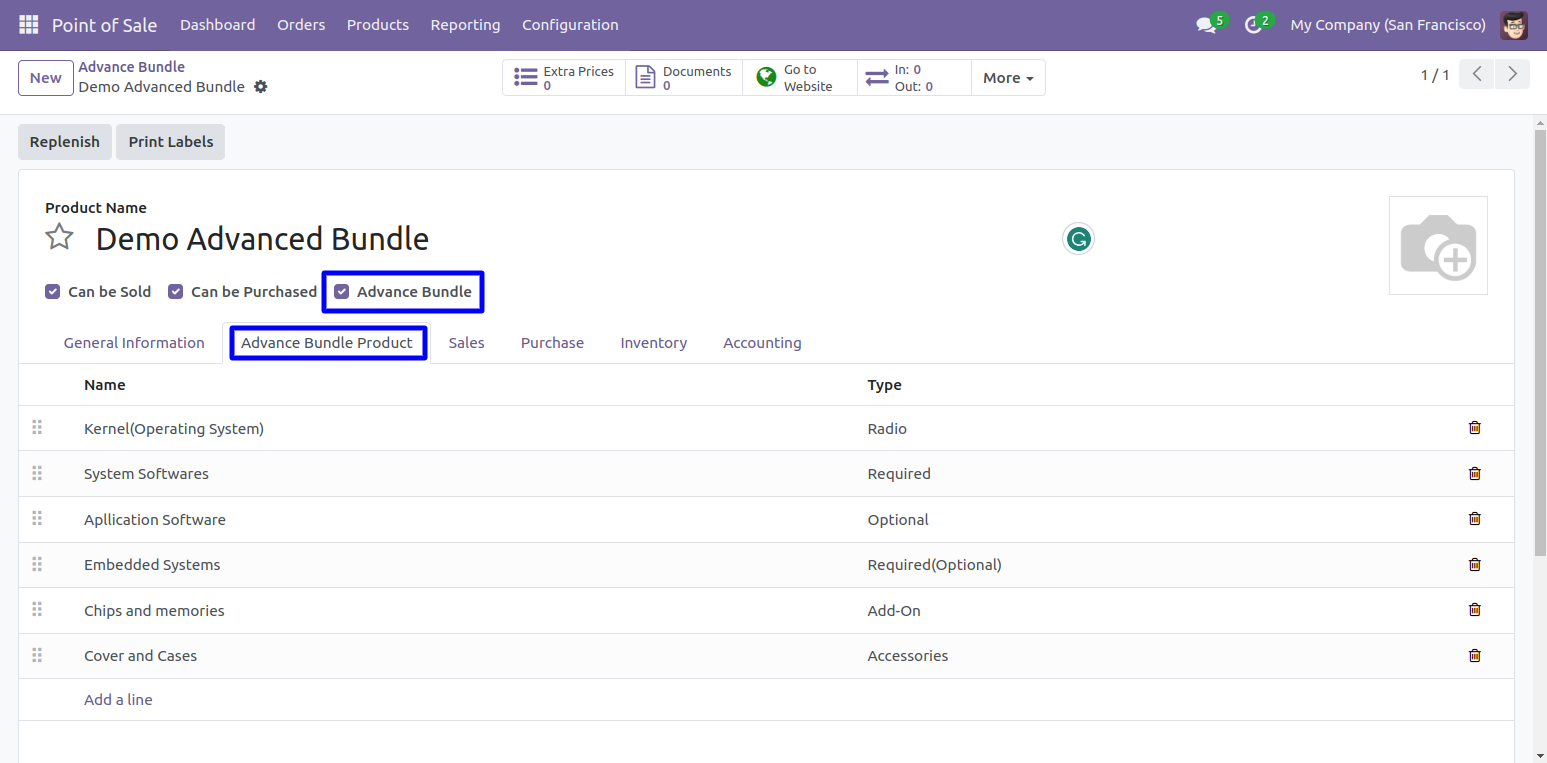 Point of Sale Dashboard Orders Products Reporting Configuration 5 2 My Company (San Francisco)
New
Advance Bundle
Demo Advanced Bundle
Extra Prices
0
Documents
0
Go to
Website
In: 0
Out: 0
More
1 / 1
Replenish Print Labels
Product Name
Demo Advanced Bundle
Can be Sold Can be Purchased Advance Bundle
General Information Advance Bundle Product Sales Purchase Inventory Accounting
Name Type
Kernel(Operating System) Radio
System Softwares Required
Apllication Software Optional
Embedded Systems Required(Optional)
Chips and memories Add-On
Cover and Cases Accessories
Add a line